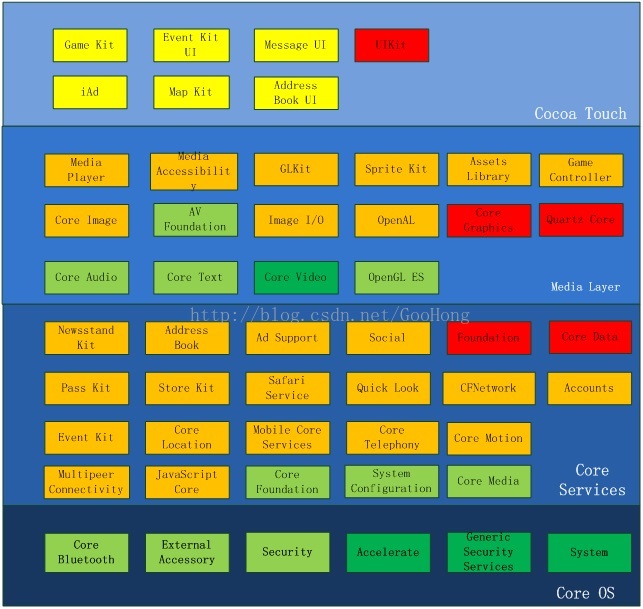 Game Kit
Event Kit
UI
Message UI
UIKit
iAd
Map Kit
Address
Book UI
Cocoa Touch
Media
Player
Media
Accessibilit
y
GLKit
Sprite Kit
Assets
Library
Game
Controller
Core Image
AV
Foundation
Image I/O
OpenAL
Core
Graphics
Quartz Core
Core Audio
Core Text
Core Video
OpenGL ES
Media Layer
http://blog.csdn.net/GooHong
Newsstand
Kit
Address
Book
Ad Support
Social
Foundation
Core Data
Pass Kit
Store Kit
Safari
Service
Quick Look
CFNetwork
Accounts
Event Kit
Core
Location
Mobile Core
Services
Core
Telephony
Core Motion
Multipeer
Connectivity
JavaScript
Core
Core
Foundation
System
Configuration
Core Media
Core
Services
Core
Bluetooth
External
Accessory
Security
Accelerate
Generic
Security
Services
System
Core OS